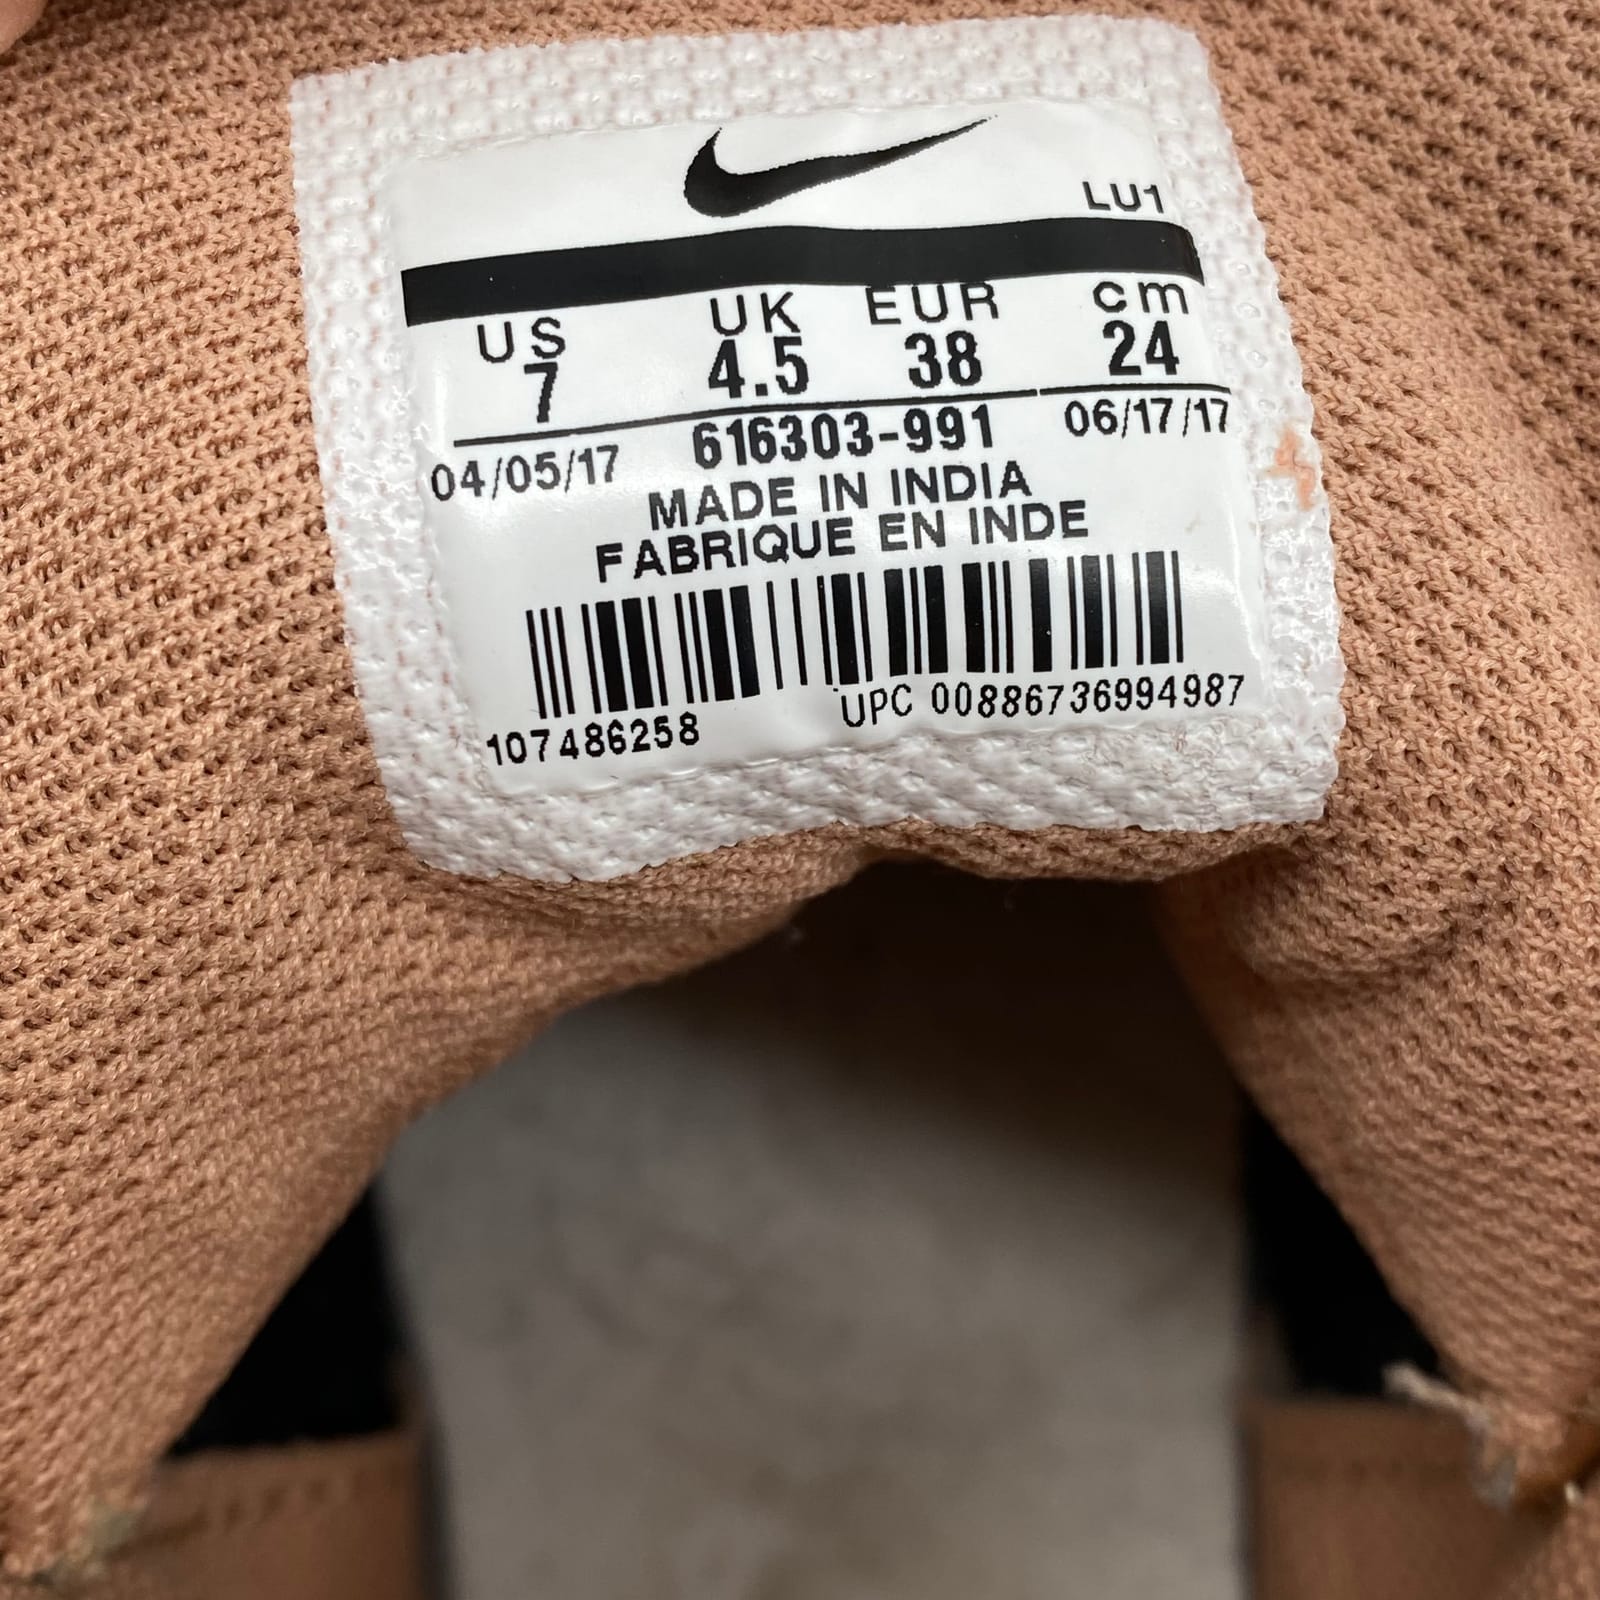 LU1
US UK EUR cm
7 4.5 38 24
04/05/17 616303-991 06/17/17
MADE IN INDIA
FABRIQUE EN INDE
107486258 UPC 00886736994987